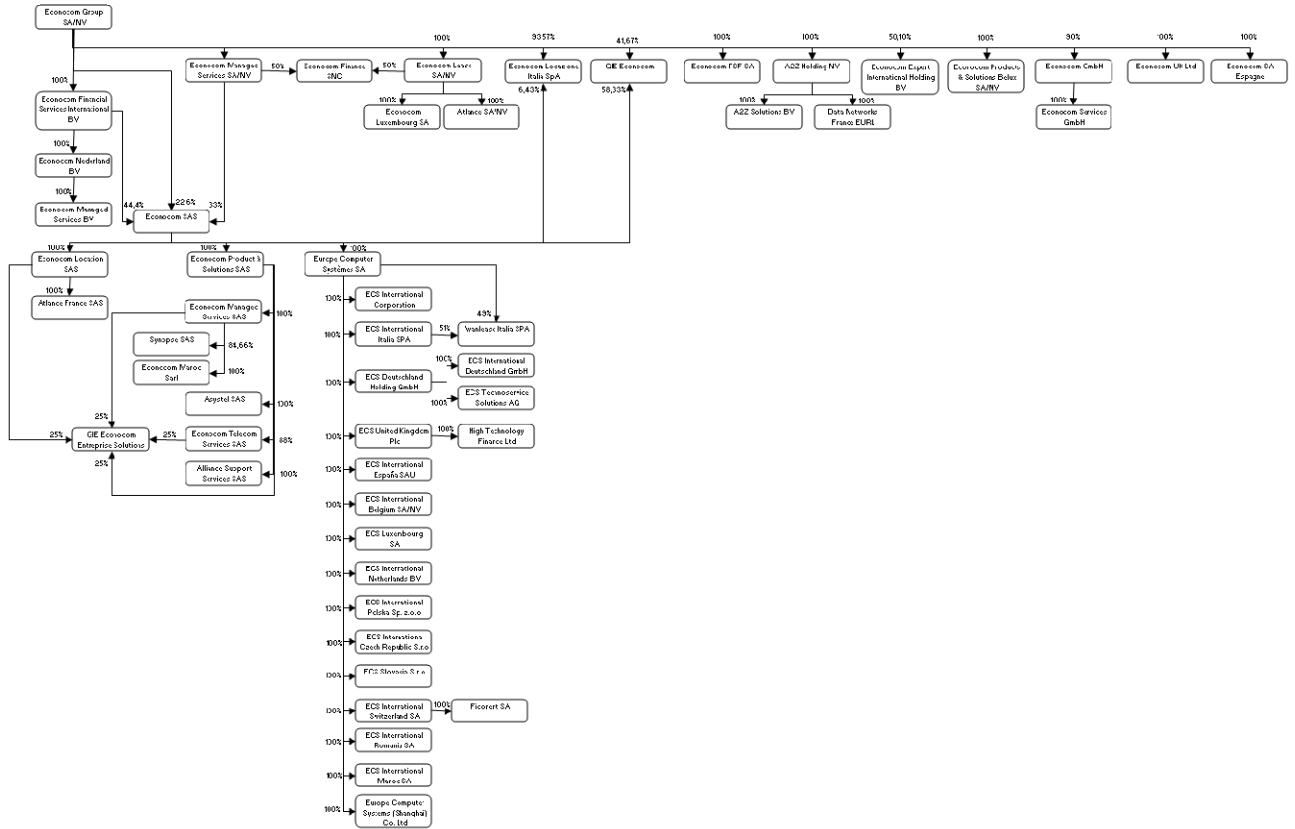 Econocom Group
SA/NV
100%
93,57%
41,67%
100%
100%
50,10%
100%
90%
100%
100%
Econocom Managed
Services SA/NV
50%
Econocom Finance
SNC
50%
Econocom Lease
SA/NV
Econocom Locazione
Italia SpA
GIE Econocom
Econocom PSF SA
A2Z Holding NV
Econocom Expert
International Holding
BV
Econocom Products
& Solutions Belux
SA/NV
Econocom GmbH
Econocom UK Ltd
Econocom SA
Espagne
100%
6,43%
58,33%
Econocom Financial
Services International
BV
100%
100%
100%
100%
100%
Econocom
Luxembourg SA
Atlance SA/NV
A2Z Solutions BV
Data Networks
France EURL
Econocom Services
GmbH
100%
Econocom Nederland
BV
100%
Econocom Managed
Services BV
44,4%
22,6%
33%
Econocom SAS
100%
100%
100%
Econocom Location
SAS
Econocom Product &
Solutions SAS
Europe Computer
Systèmes SA
100%
Atlance France SAS
Econocom Managed
Services SAS
100%
Synopse SAS
84,66%
Econocom Maroc
Sarl
100%
Asystel SAS
100%
25%
25%
GIE Econocom
Entreprise Solutions
25%
Econocom Telecom
Services SAS
88%
25%
Alliance Support
Services SAS
100%
100%
ECS International
Corporation
49%
100%
ECS International
Italia SPA
51%
Vanlease Italia SPA
100%
ECS Deutschland
Holding GmbH
100%
ECS International
Deutschland GmbH
100%
ECS Technoservice
Solutions AG
100%
ECS United Kingdom
Plc
100%
High Technology
Finance Ltd
100%
ECS International
España SAU
100%
ECS International
Belgium SA/NV
100%
ECS Luxembourg
SA
100%
ECS International
Netherlands BV
100%
ECS International
Polska Sp. z.o.o
100%
ECS International
Czech Republic S.r.o
100%
ECS Slovaria S.r.o
100%
ECS International
Switzerland SA
100%
Ficorert SA
100%
ECS International
Romania SA
100%
ECS International
Maroc SA
100%
Europe Computer
Systems (Shanghai)
Co. Ltd